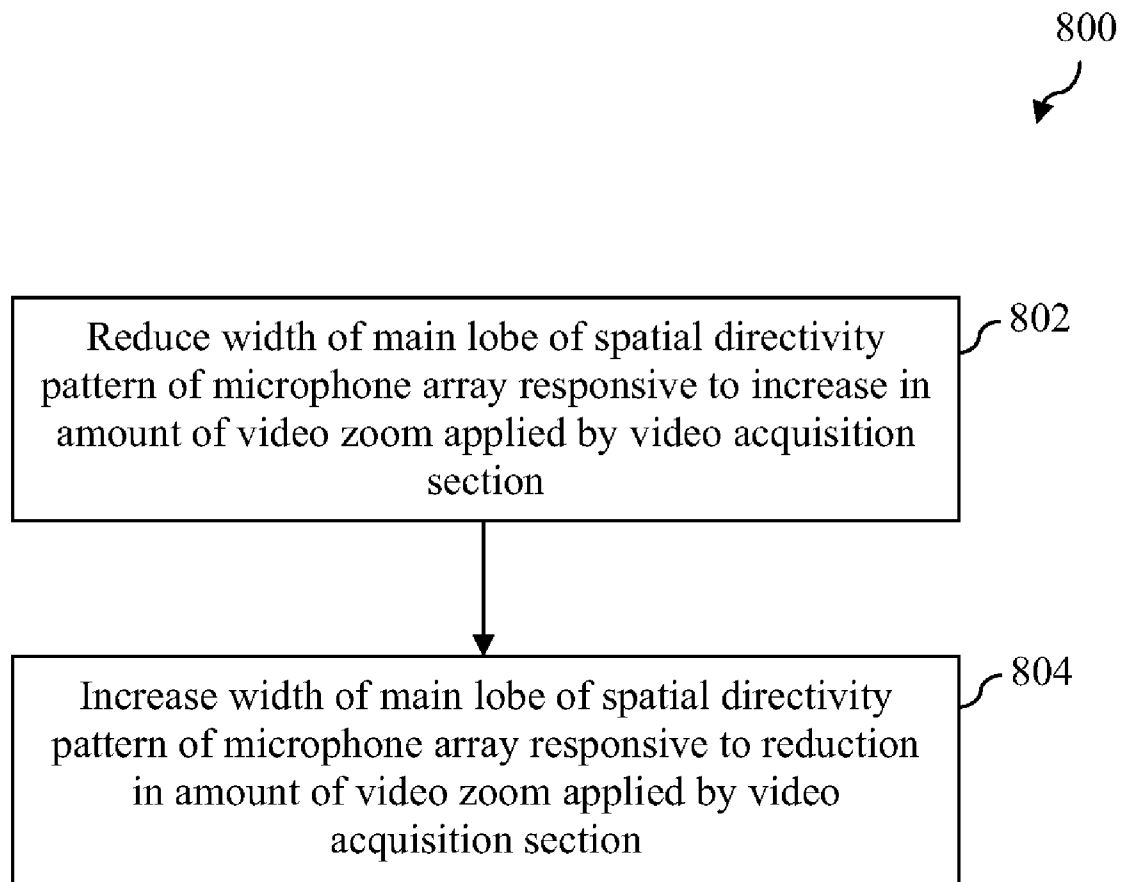 800
Reduce width of main lobe of spatial directivity
pattern of microphone array responsive to increase in
amount of video zoom applied by video acquisition
section
802
Increase width of main lobe of spatial directivity
pattern of microphone array responsive to reduction
in amount of video zoom applied by video
acquisition section
804